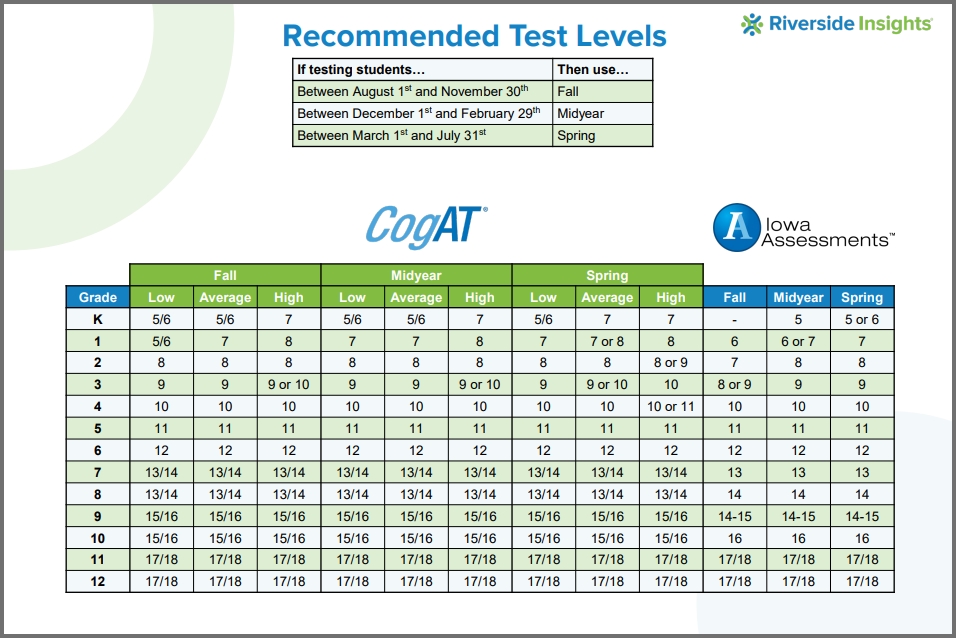 Riverside Insights
Recommended Test Levels
If testing students… Then use…
Between August 1st and November 30th Fall
Between December 1st and February 29th Midyear
Between March 1st and July 31st Spring
CogAT®
A Iowa
Assessments™
Fall Midyear Spring
Grade Low Average High Low Average High Low Average High Fall Midyear Spring
K 5/6 5/6 7 5/6 5/6 7 5/6 7 7 - 5 5 or 6
1 5/6 7 8 7 7 8 7 7 or 8 8 6 6 or 7 7
2 8 8 8 8 8 8 8 8 8 or 9 7 8 8
3 9 9 9 or 10 9 9 9 or 10 9 9 or 10 10 8 or 9 9 9
4 10 10 10 10 10 10 10 10 10 or 11 10 10 10
5 11 11 11 11 11 11 11 11 11 11 11 11
6 12 12 12 12 12 12 12 12 12 12 12 12
7 13/14 13/14 13/14 13/14 13/14 13/14 13/14 13/14 13/14 13 13 13
8 13/14 13/14 13/14 13/14 13/14 13/14 13/14 13/14 13/14 14 14 14
9 15/16 15/16 15/16 15/16 15/16 15/16 15/16 15/16 15/16 14-15 14-15 14-15
10 15/16 15/16 15/16 15/16 15/16 15/16 15/16 15/16 15/16 16 16 16
11 17/18 17/18 17/18 17/18 17/18 17/18 17/18 17/18 17/18 17/18 17/18 17/18
12 17/18 17/18 17/18 17/18 17/18 17/18 17/18 17/18 17/18 17/18 17/18 17/18